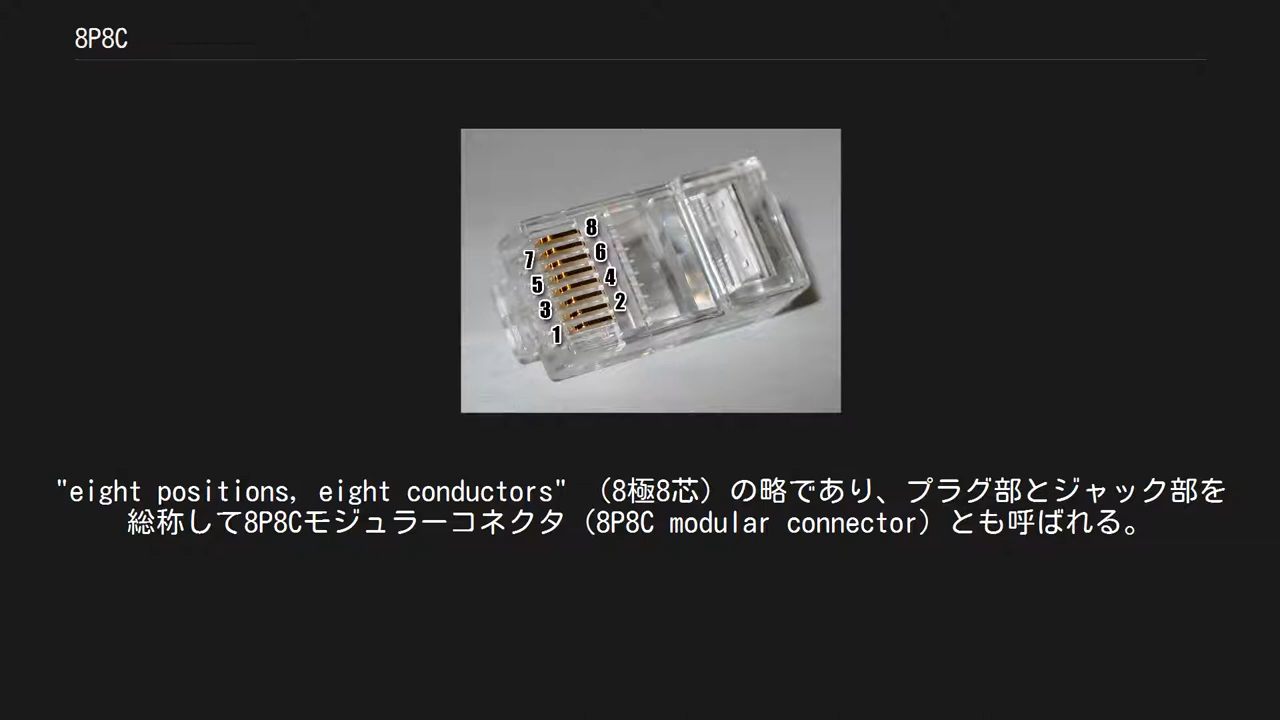 8P8C
8
7
6
5
4
3
2
1
"eight positions, eight conductors" （8極8芯）の略であり、プラグ部とジャック部を
総称して8P8Cモジュラーコネクタ（8P8C modular connector）とも呼ばれる。